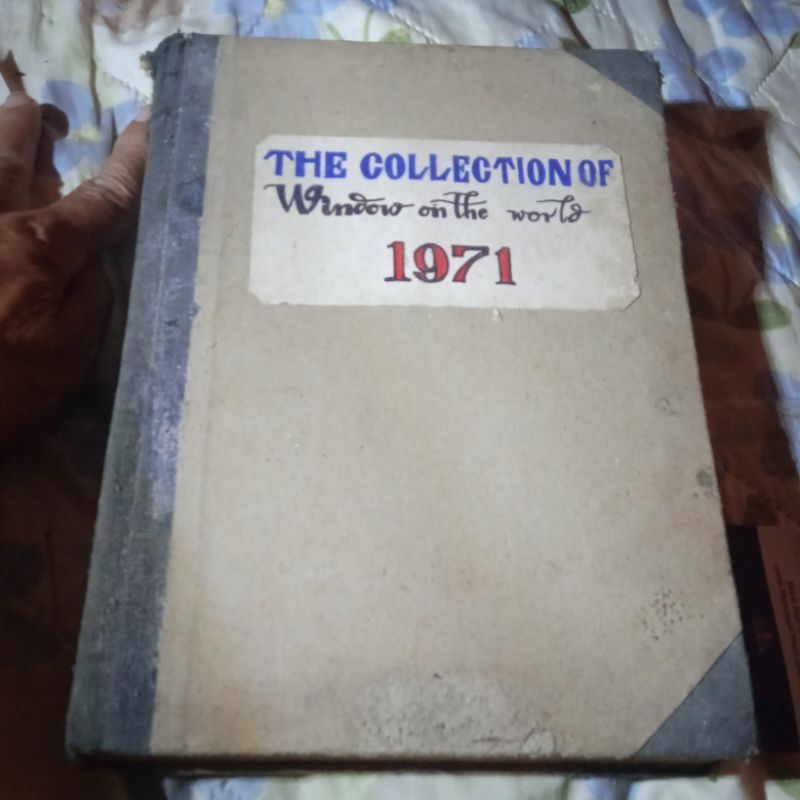 THE COLLECTION OF
Window on the world
1971